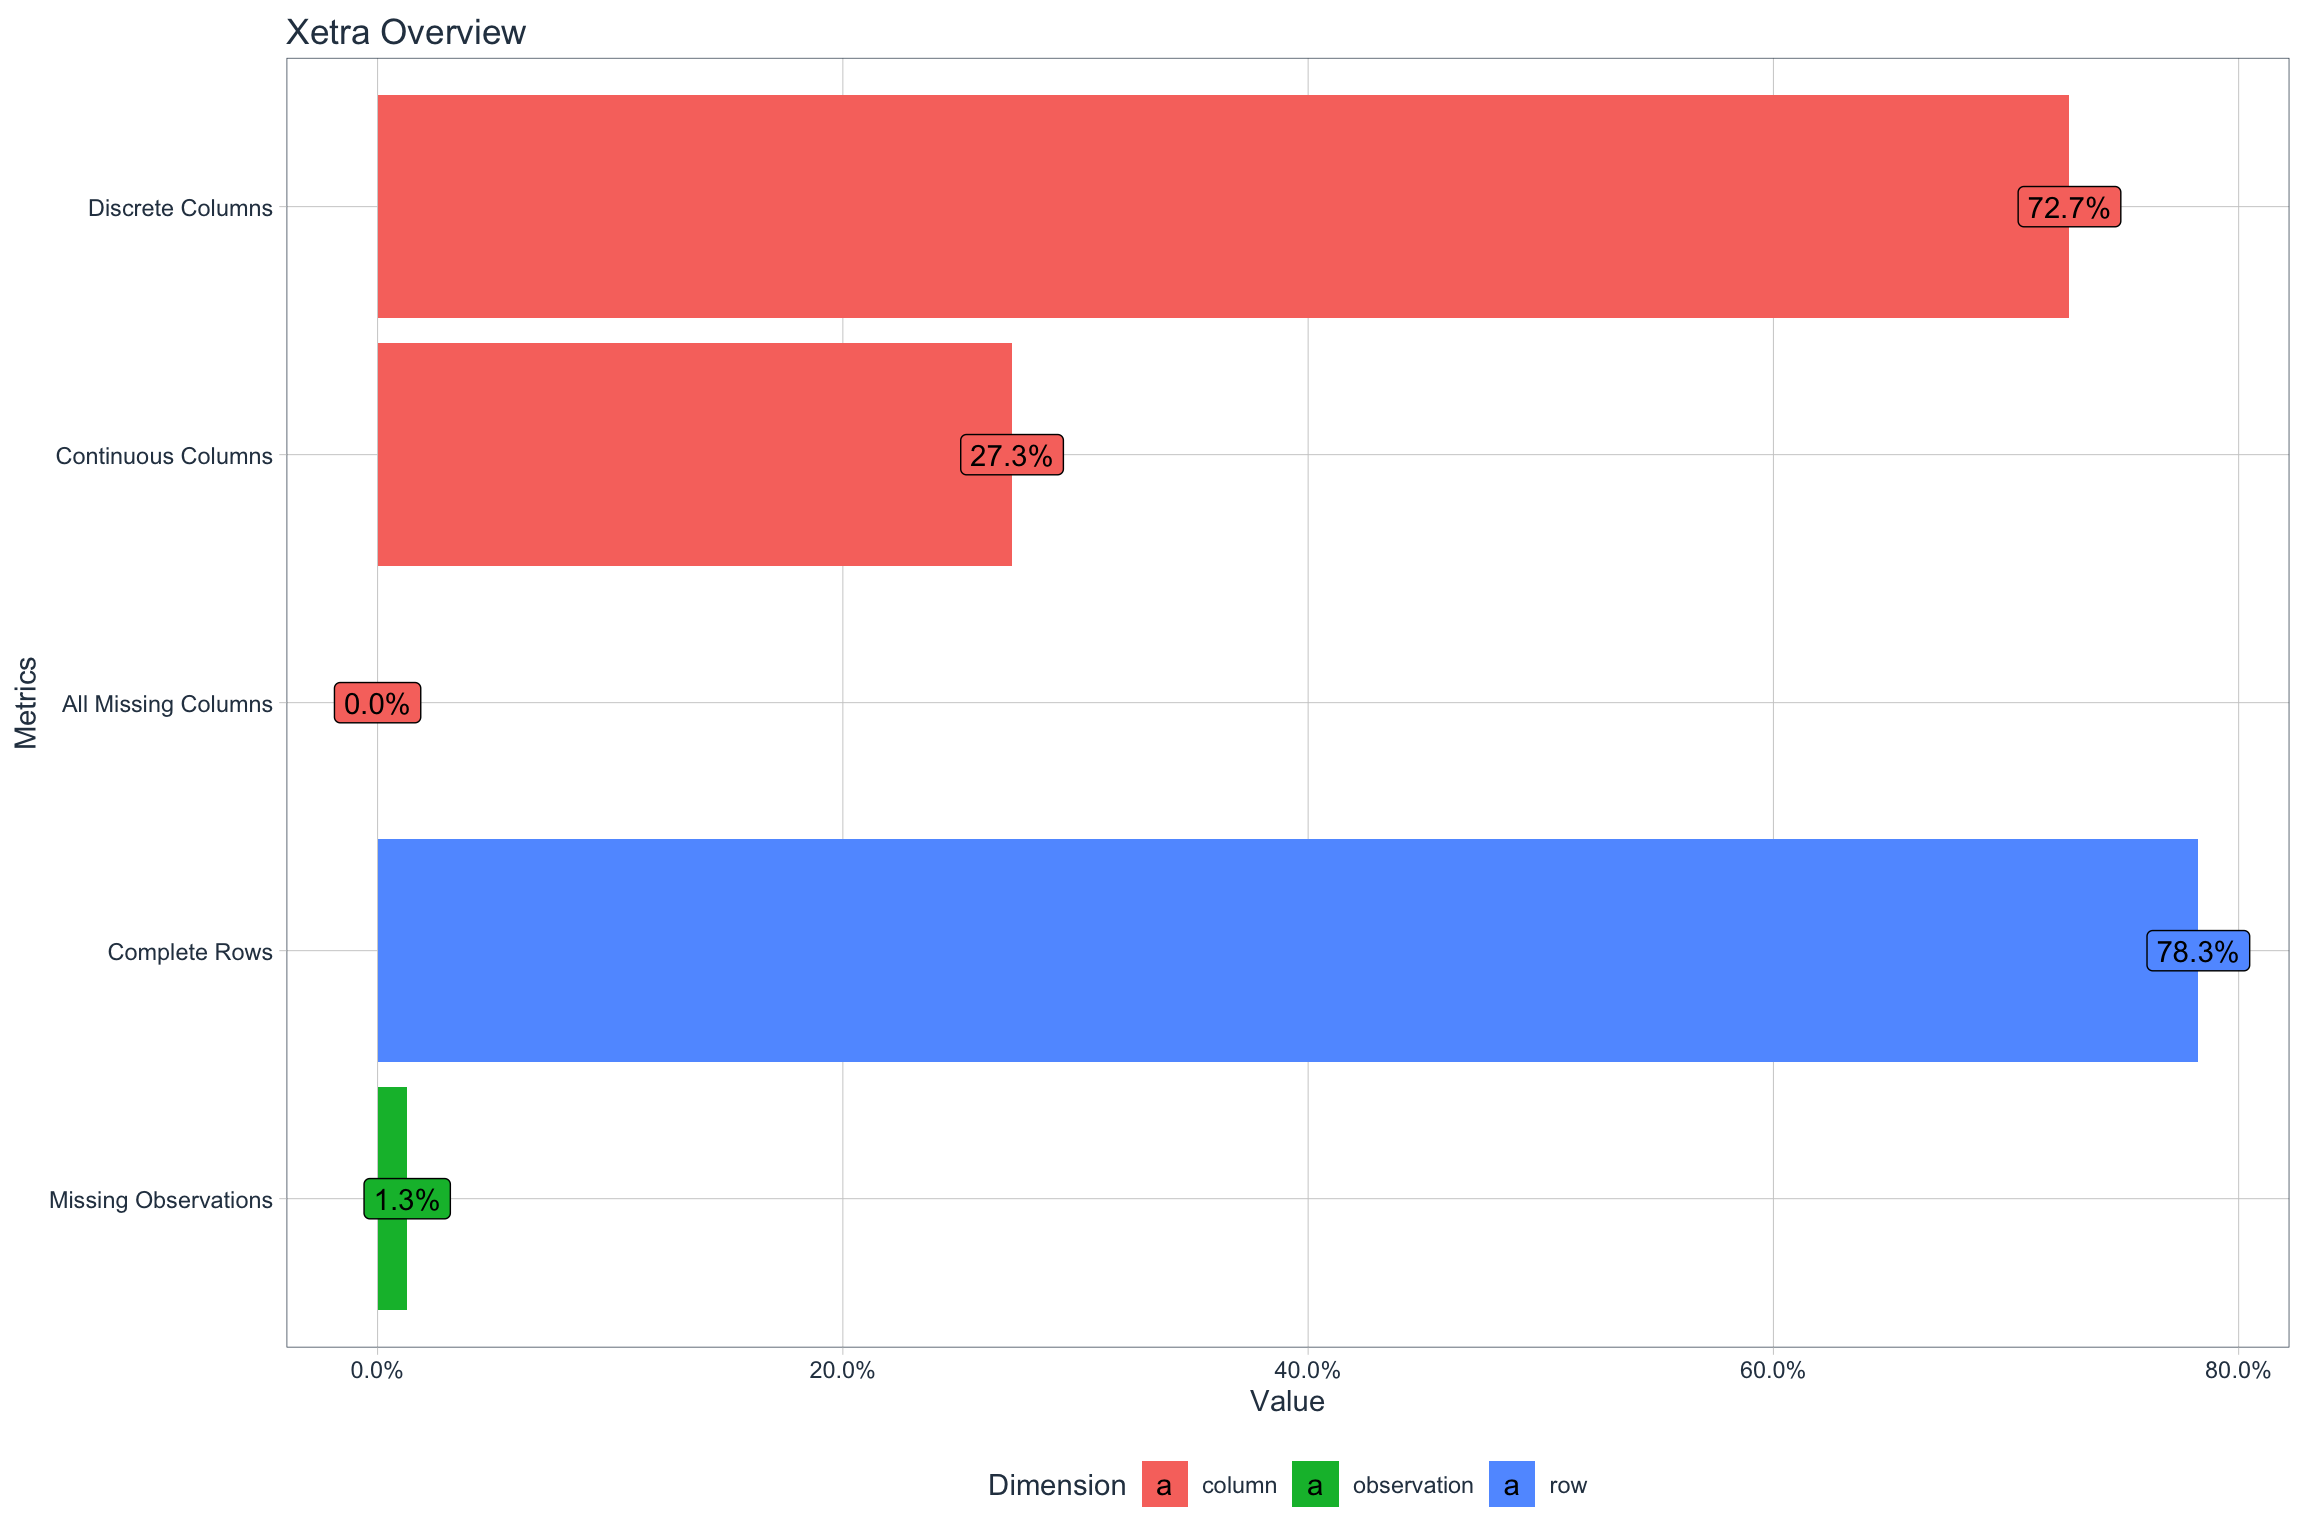 Xetra Overview
Discrete Columns
72.7%
Continuous Columns
27.3%
All Missing Columns
0.0%
Complete Rows
78.3%
Missing Observations
1.3%
Metrics
0.0% 20.0% 40.0% 60.0% 80.0%
Value
Dimension a column a observation a row